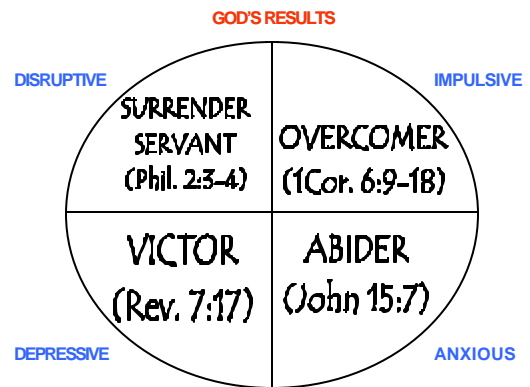 GOD'S RESULTS
DISRUPTIVE
IMPULSIVE
SURRENDER
SERVANT
(Phil. 2:3-4)
OVERCOMER
(1Cor. 6:9-18)
VICTOR
(Rev. 7:17)
ABIDER
(John 15:7)
DEPRESSIVE
ANXIOUS